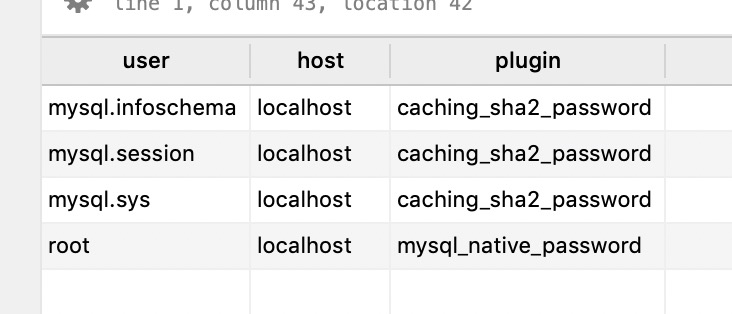 line 1, column 43, location 42
user host plugin
mysql.infoschema localhost caching_sha2_password
mysql.session localhost caching_sha2_password
mysql.sys localhost caching_sha2_password
root localhost mysql_native_password